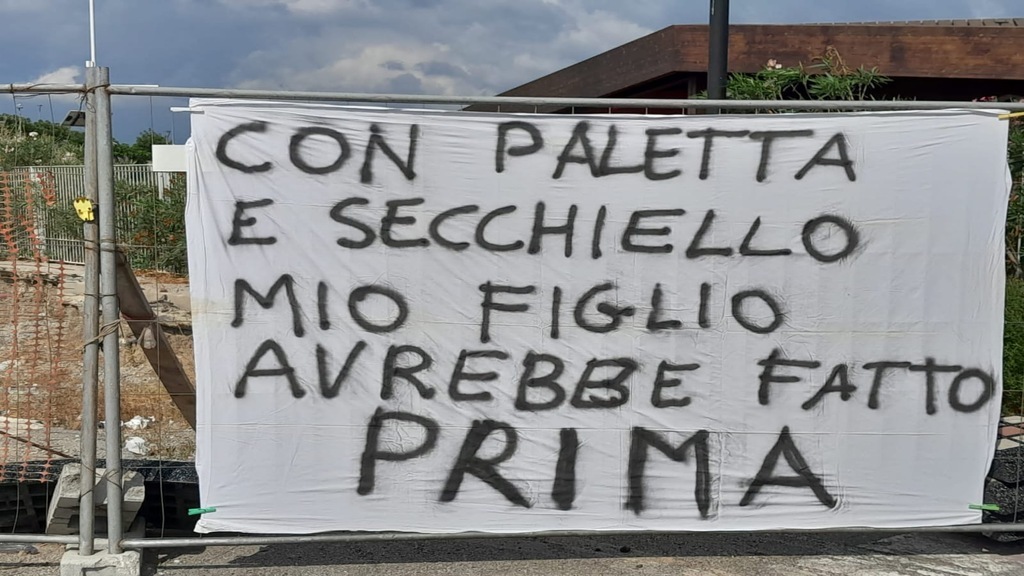 CON PALETTA
E SECCHIELLO
MIO FIGLIO
AVREBBE FATTO
PRIMA